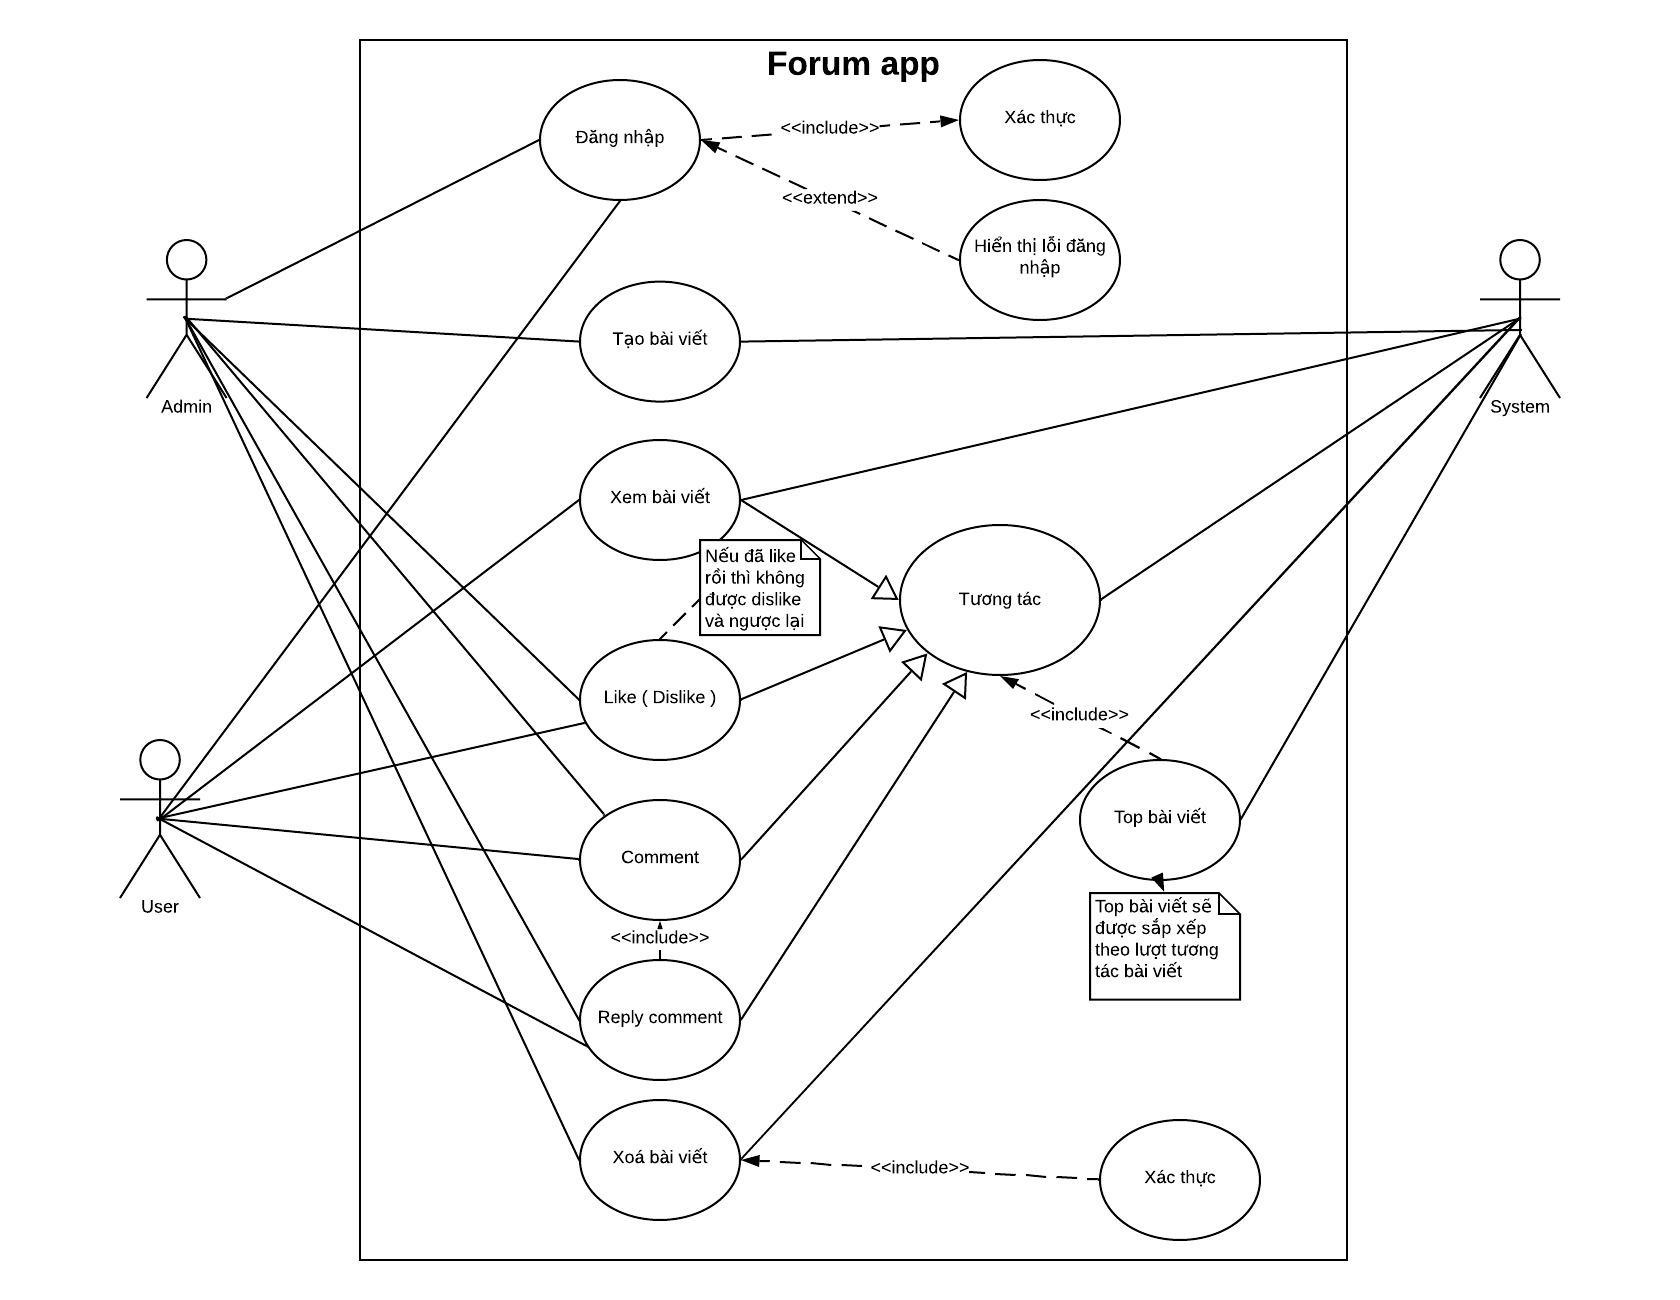 Forum app
Đăng nhập
<<include>>
Xác thực
<<extend>>
Hiển thị lỗi đăng
nhập
Tạo bài viết
Admin
System
Xem bài viết
Nếu đã like
rồi thì không
được dislike
và ngược lại
Tương tác
Like ( Dislike )
<<include>>
Top bài viết
Comment
User
Top bài viết sẽ
được sắp xếp
theo lượt tương
tác bài viết
<<include>>
Reply comment
Xoá bài viết
<<include>>
Xác thực